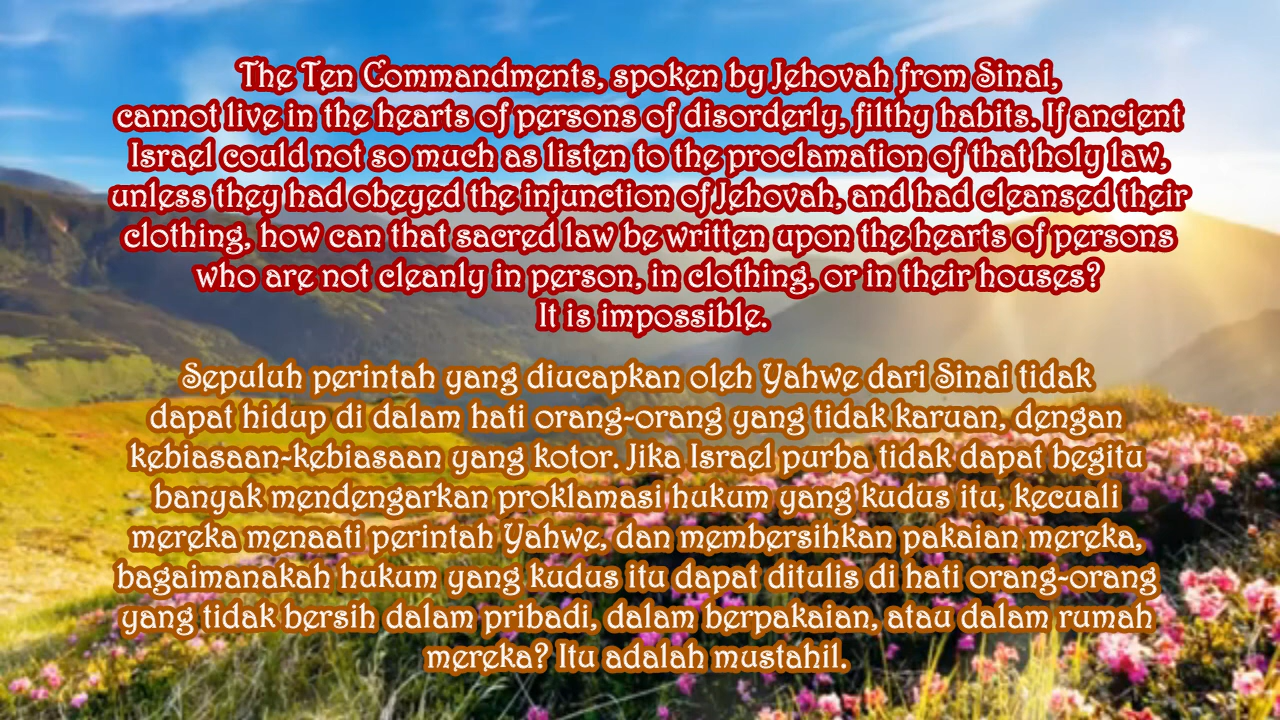 The Ten Commandments, spoken by Jehovah from Sinai,
cannot live in the hearts of persons of disorderly, filthy habits. If ancient
Israel could not so much as listen to the proclamation of that holy law,
unless they had obeyed the injunction of Jehovah, and had cleansed their
clothing, how can that sacred law be written upon the hearts of persons
who are not cleanly in person, in clothing, or in their houses?
It is impossible.
Sepuluh perintah yang diucapkan oleh Yahwe dari Sinai tidak
dapat hidup di dalam hati orang-orang yang tidak karuan, dengan
kebiasaan-kebiasaan yang kotor. Jika Israel purba tidak dapat begitu
banyak mendengarkan proklamasi hukum yang kudus itu, kecuali
mereka menaati perintah Yahwe, dan membersihkan pakaian mereka,
bagaimanakah hukum yang kudus itu dapat ditulis di hati orang-orang
yang tidak bersih dalam pribadi, dalam berpakaian, atau dalam rumah
mereka? Itu adalah mustahil.